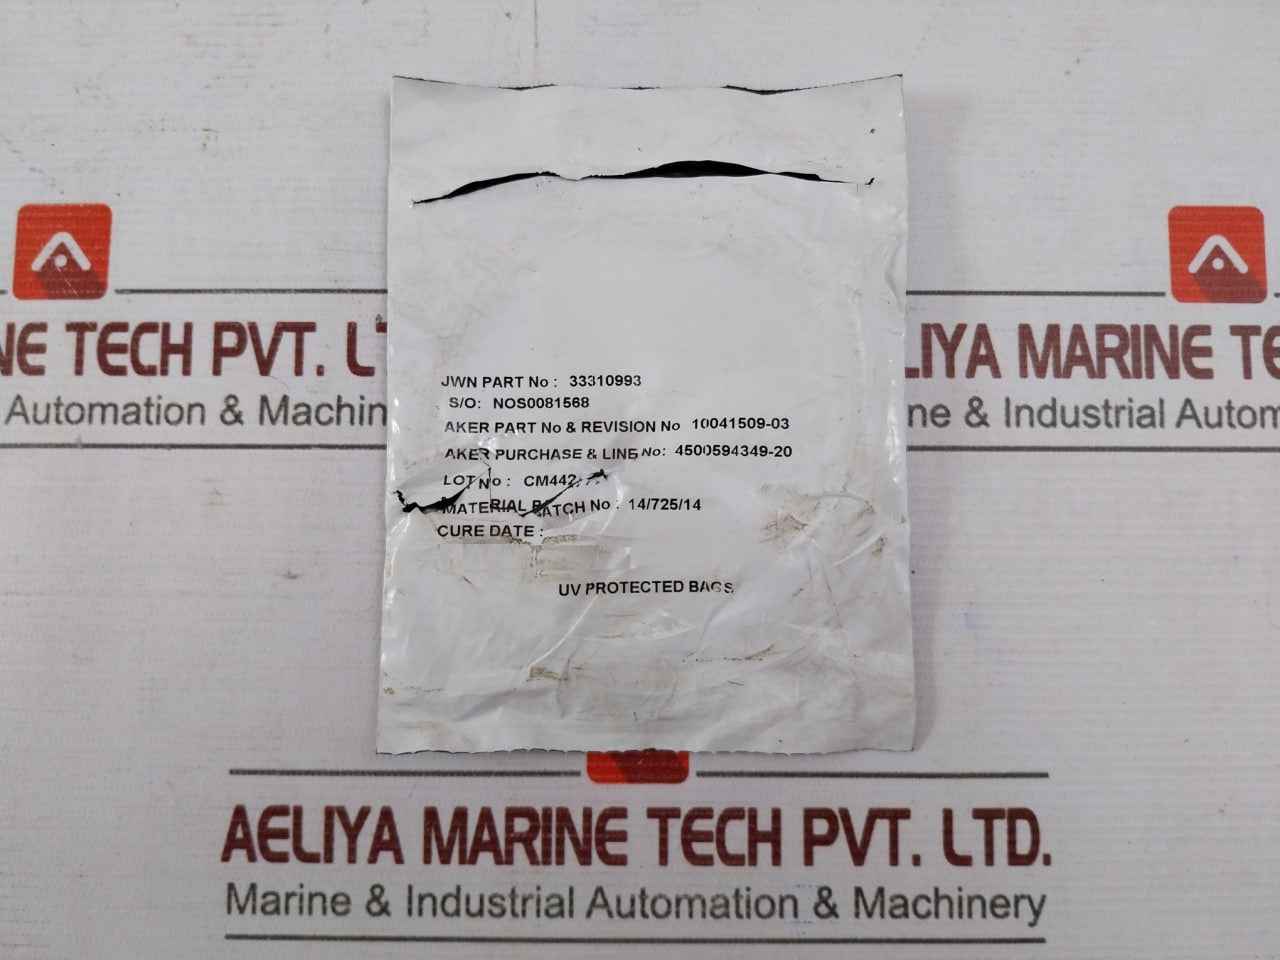 JWN PART No : 33310993
S/O: NOS0081568
AKER PART No & REVISION No 10041509-03
AKER PURCHASE & LINE No: 4500594349-20
LOT No : CM442
MATERIAL BATCH No : 14/725/14
CURE DATE :
UV PROTECTED BAGS
NE TECH PVT. LT
Automation & Machin
LIYA MARINE TE
ne & Industrial Autom
AELIYA MARINE TECH PVT. LTD.
Marine & Industrial Automation & Machinery